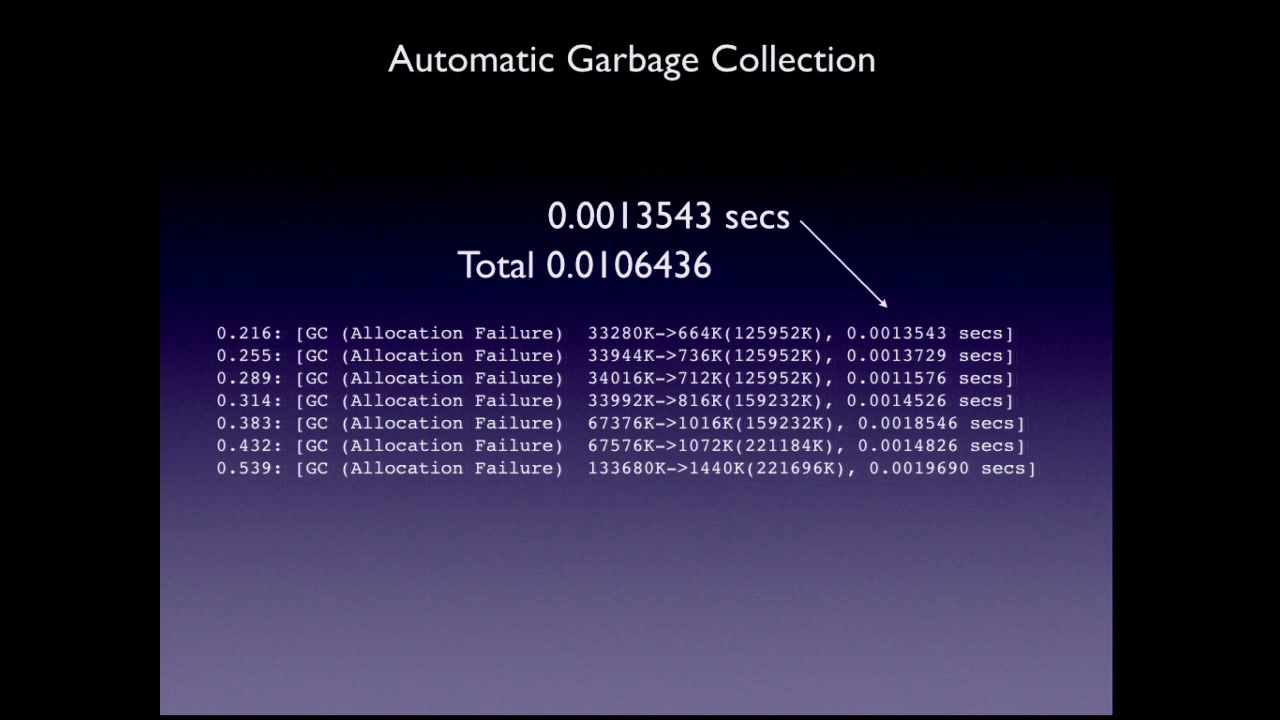 Automatic Garbage Collection
0.0013543 secs
Total 0.0106436
0.216: [GC (Allocation Failure)  33280K->664K(125952K), 0.0013543 secs]
0.255: [GC (Allocation Failure)  33944K->736K(125952K), 0.0013729 secs]
0.289: [GC (Allocation Failure)  34016K->712K(125952K), 0.0011576 secs]
0.314: [GC (Allocation Failure)  33992K->816K(159232K), 0.0014526 secs]
0.383: [GC (Allocation Failure)  67376K->1016K(159232K), 0.0018546 secs]
0.432: [GC (Allocation Failure)  67576K->1072K(221184K), 0.0014826 secs]
0.539: [GC (Allocation Failure)  133680K->1440K(221696K), 0.0019690 secs]